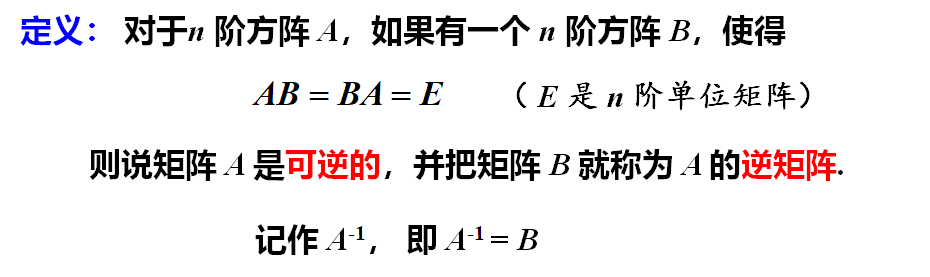 定义： 对于n 阶方阵 A，如果有一个 n 阶方阵 B，使得
AB = BA = E （ E 是 n 阶单位矩阵）
则说矩阵 A 是可逆的，并把矩阵 B 就称为 A 的逆矩阵.
记作 A⁻¹， 即 A⁻¹ = B